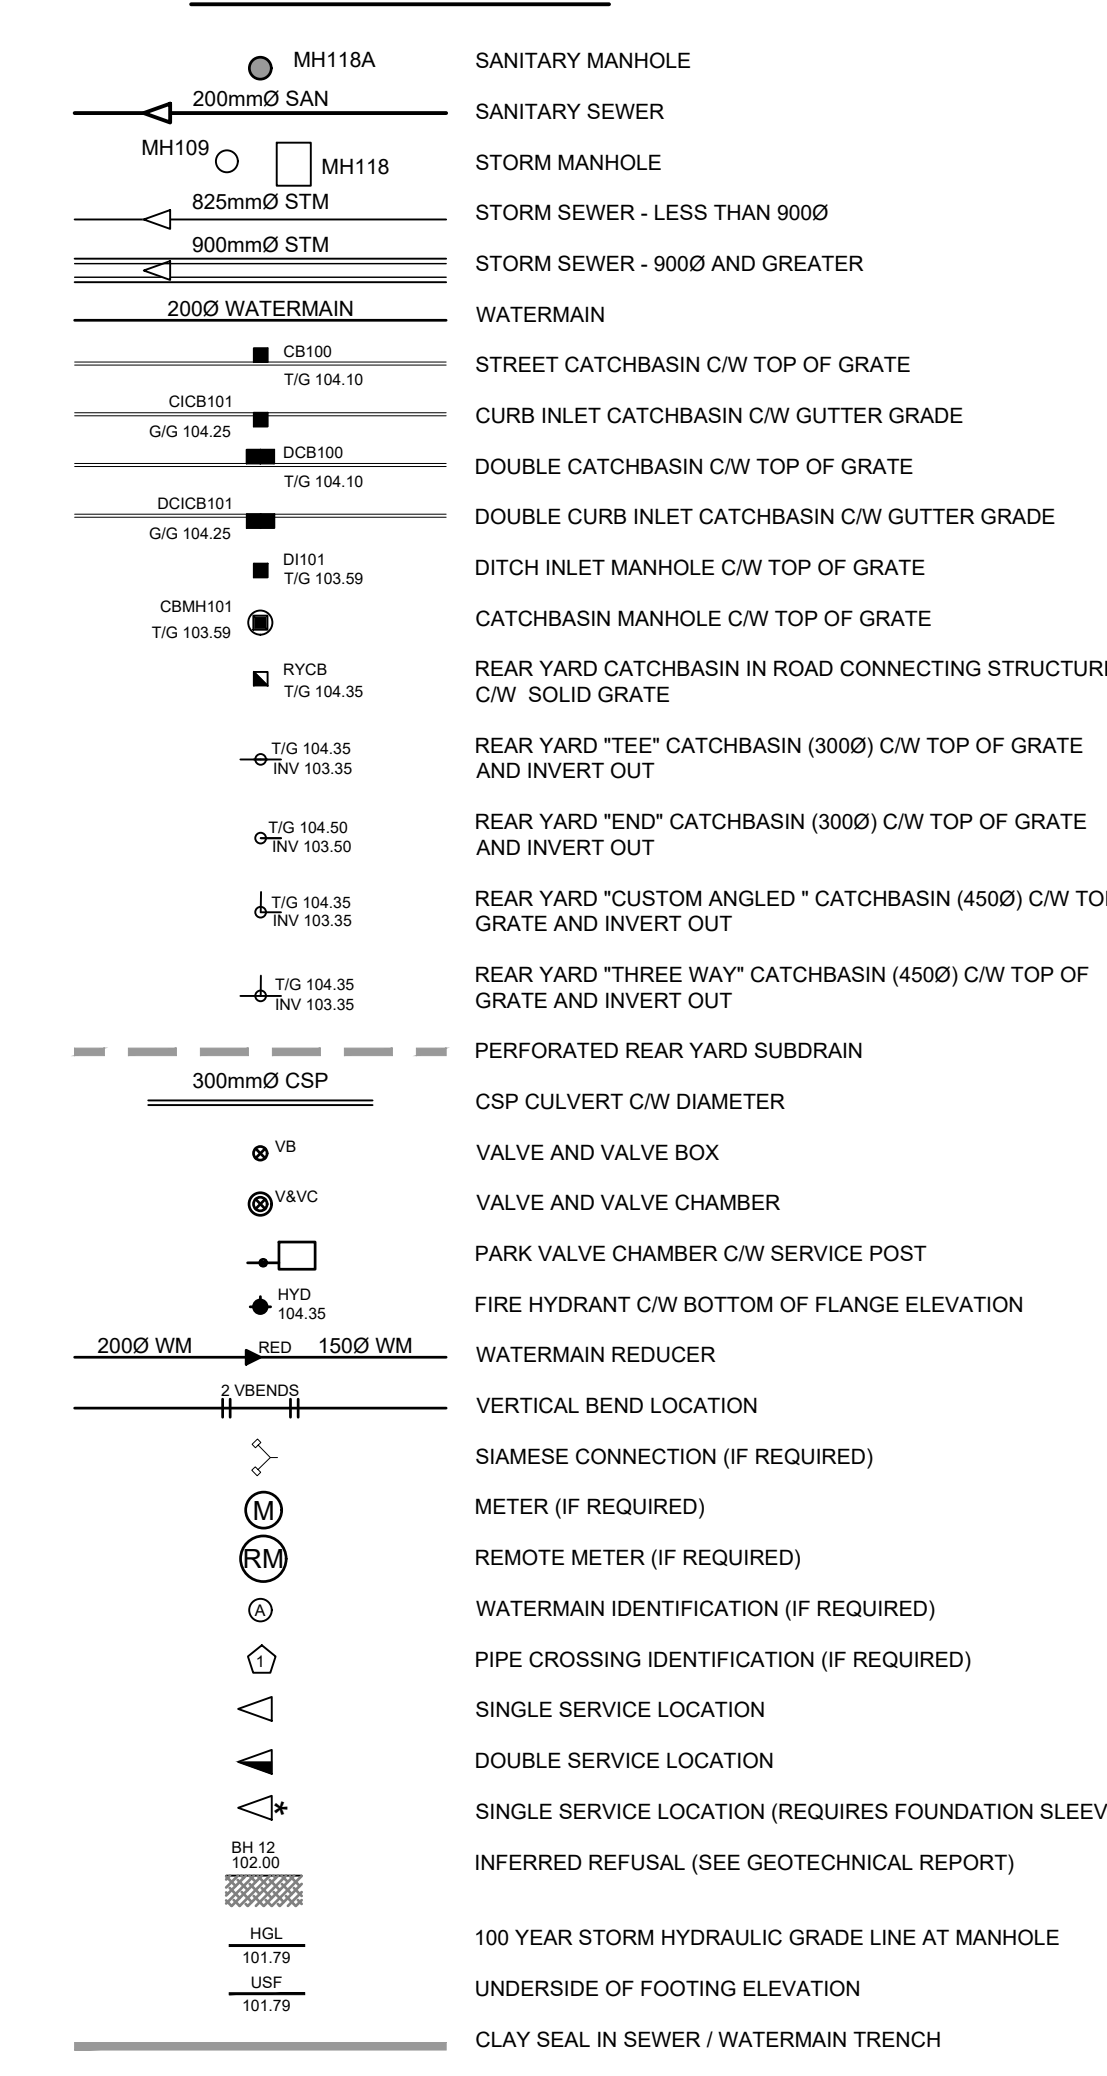 MH118A SANITARY MANHOLE
200mmØ SAN SANITARY SEWER
MH109 MH118 STORM MANHOLE
825mmØ STM STORM SEWER - LESS THAN 900Ø
900mmØ STM STORM SEWER - 900Ø AND GREATER
200Ø WATERMAIN WATERMAIN
CB100
T/G 104.10
STREET CATCHBASIN C/W TOP OF GRATE
CICB101
G/G 104.25
CURB INLET CATCHBASIN C/W GUTTER GRADE
DCB100
T/G 104.10
DOUBLE CATCHBASIN C/W TOP OF GRATE
DCICB101
G/G 104.25
DOUBLE CURB INLET CATCHBASIN C/W GUTTER GRADE
DI101
T/G 103.59
DITCH INLET MANHOLE C/W TOP OF GRATE
CBMH101
T/G 103.59
CATCHBASIN MANHOLE C/W TOP OF GRATE
RYCB
T/G 104.35
REAR YARD CATCHBASIN IN ROAD CONNECTING
C/W SOLID GRATE
T/G 104.35
INV 103.35
REAR YARD "TEE" CATCHBASIN (300Ø) C/W TOP OF GRATE
AND INVERT OUT
T/G 104.50
INV 103.50
REAR YARD "END" CATCHBASIN (300Ø) C/W TOP OF GRATE
AND INVERT OUT
T/G 104.35
INV 103.35
REAR YARD "CUSTOM ANGLED " CATCHBASIN (450Ø) C/W
GRATE AND INVERT OUT
T/G 104.35
INV 103.35
REAR YARD "THREE WAY" CATCHBASIN (450Ø) C/W TOP OF
GRATE AND INVERT OUT
PERFORATED REAR YARD SUBDRAIN
300mmØ CSP CSP CULVERT C/W DIAMETER
VB VALVE AND VALVE BOX
V&VC VALVE AND VALVE CHAMBER
PARK VALVE CHAMBER C/W SERVICE POST
HYD
104.35
FIRE HYDRANT C/W BOTTOM OF FLANGE ELEVATION
200Ø WM RED 150Ø WM WATERMAIN REDUCER
2 VBENDS VERTICAL BEND LOCATION
SIAMESE CONNECTION (IF REQUIRED)
M METER (IF REQUIRED)
RM REMOTE METER (IF REQUIRED)
A WATERMAIN IDENTIFICATION (IF REQUIRED)
1 PIPE CROSSING IDENTIFICATION (IF REQUIRED)
SINGLE SERVICE LOCATION
DOUBLE SERVICE LOCATION
* SINGLE SERVICE LOCATION (REQUIRES FOUNDATION
BH 12
102.00
INFERRED REFUSAL (SEE GEOTECHNICAL REPORT)
HGL
101.79
100 YEAR STORM HYDRAULIC GRADE LINE AT MANHOLE
USF
101.79
UNDERSIDE OF FOOTING ELEVATION
CLAY SEAL IN SEWER / WATERMAIN TRENCH